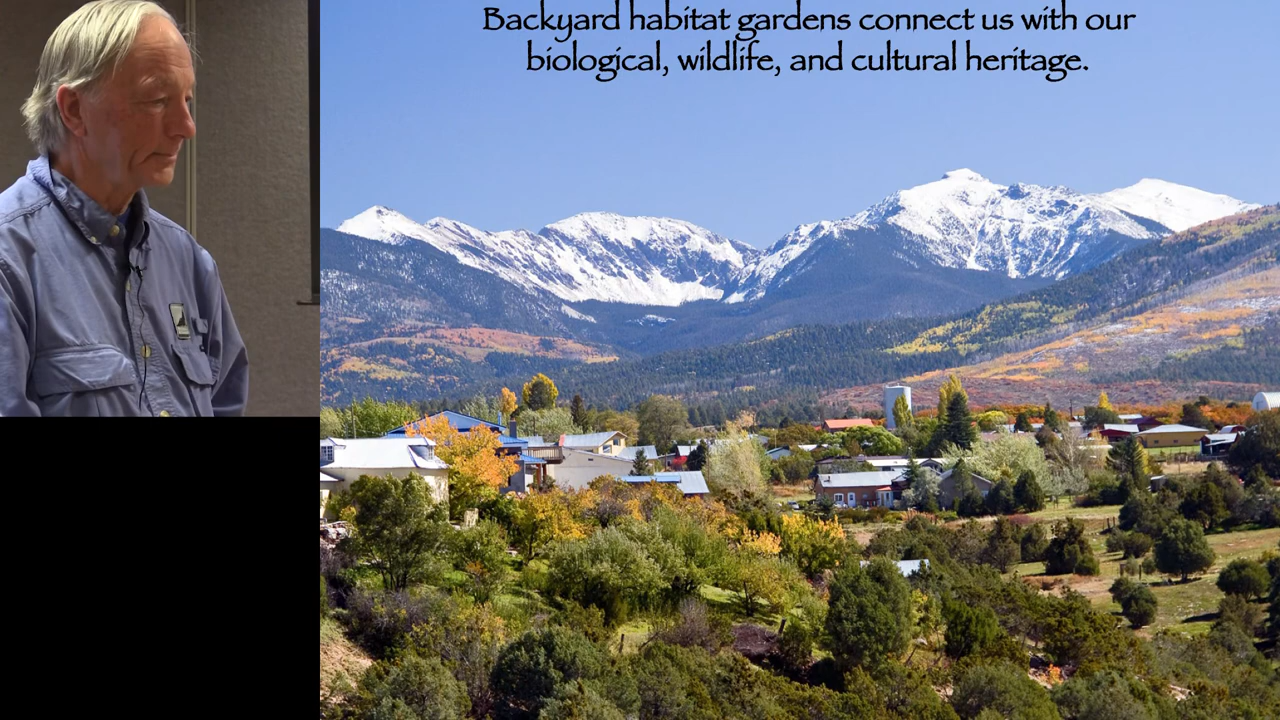 Backyard habitat gardens connect us with our
biological, wildlife, and cultural heritage.